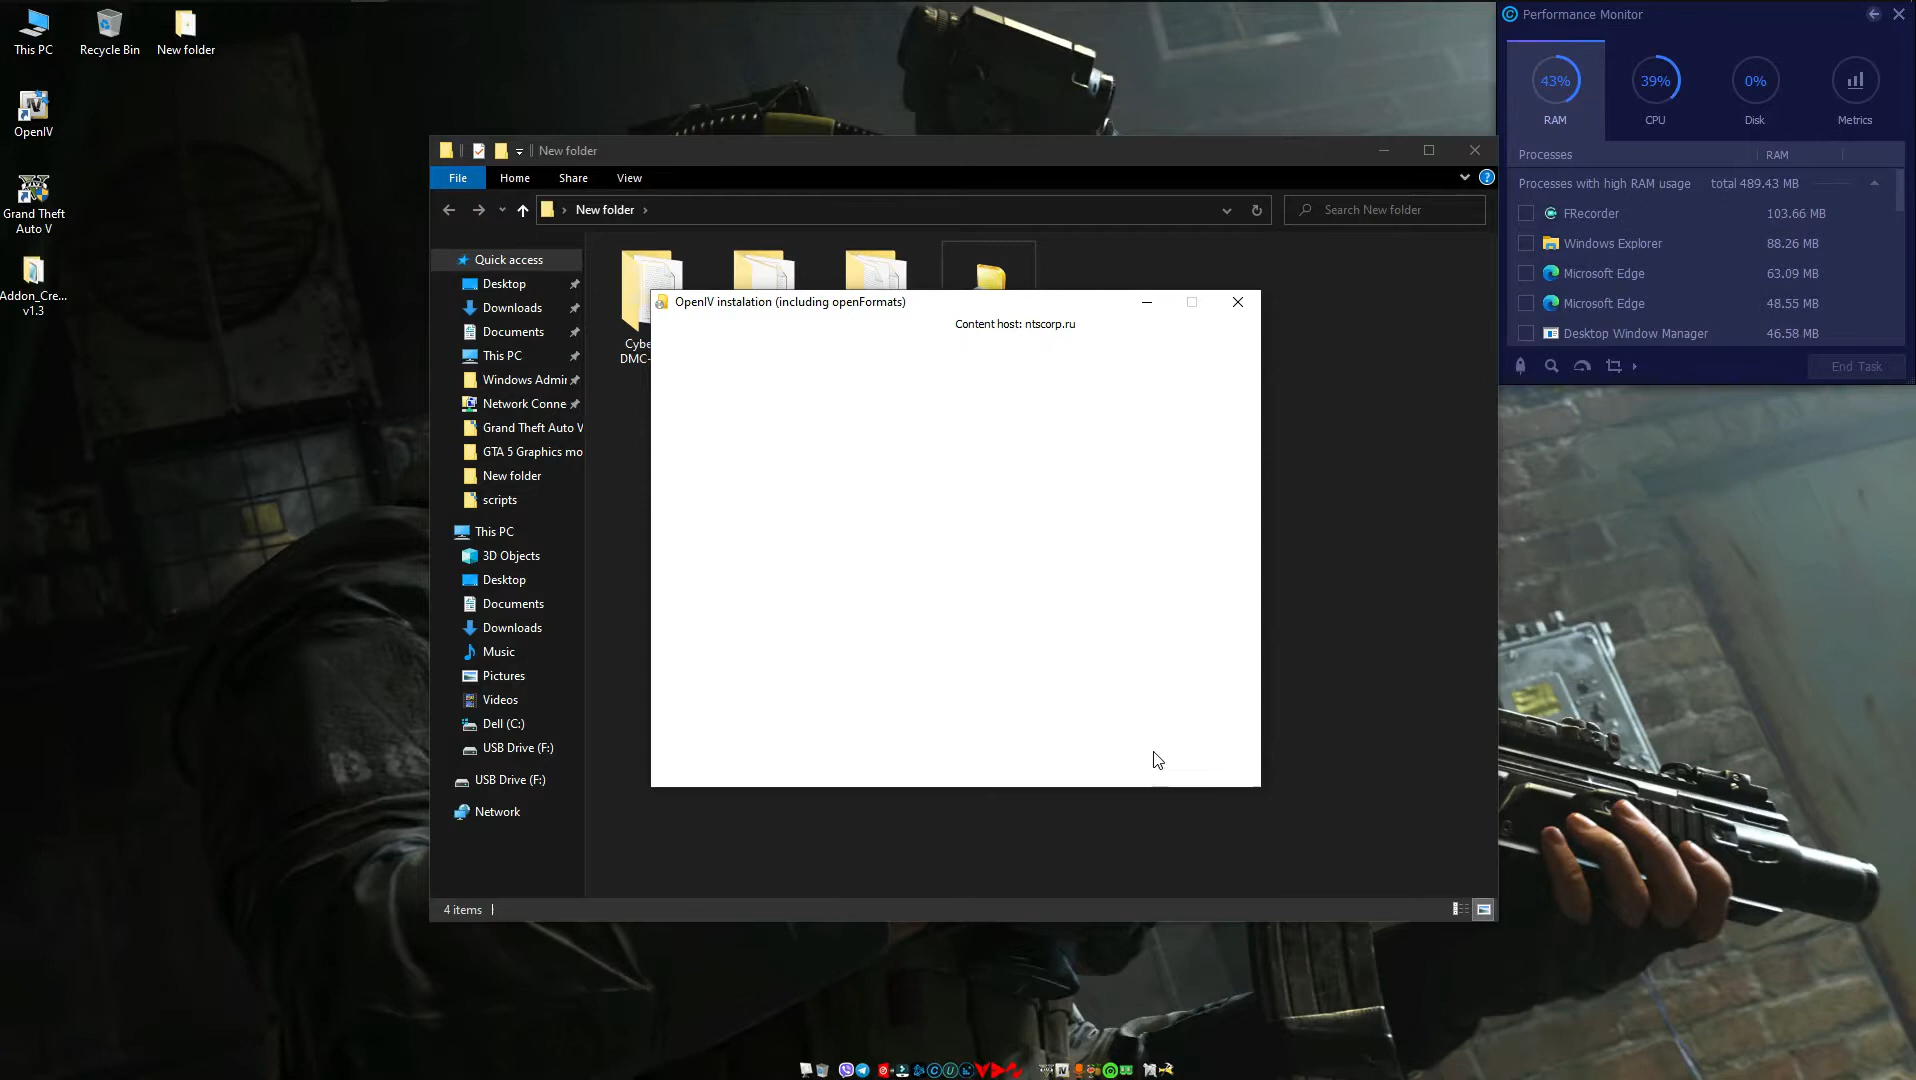 This PC
Recycle Bin
New folder
OpenIV
Grand Theft
Auto V
Addon_Cre...
v1.3
Performance Monitor
43%
39%
0%
RAM
CPU
Disk
Metrics
Processes
RAM
Processes with high RAM usage
total 489.43 MB
FRecorder
103.66 MB
Windows Explorer
88.26 MB
Microsoft Edge
63.09 MB
Microsoft Edge
48.55 MB
Desktop Window Manager
46.58 MB
End Task
New folder
File
Home
Share
View
New folder
Search New folder
Quick access
Desktop
Downloads
Documents
This PC
Windows Admir
Network Conne
Grand Theft Auto V
GTA 5 Graphics mo
New folder
scripts
This PC
3D Objects
Desktop
Documents
Downloads
Music
Pictures
Videos
Dell (C:)
USB Drive (F:)
USB Drive (F:)
Network
Cybe
DMC-
OpenIV instalation (including openFormats)
Content host: ntscorp.ru
4 items